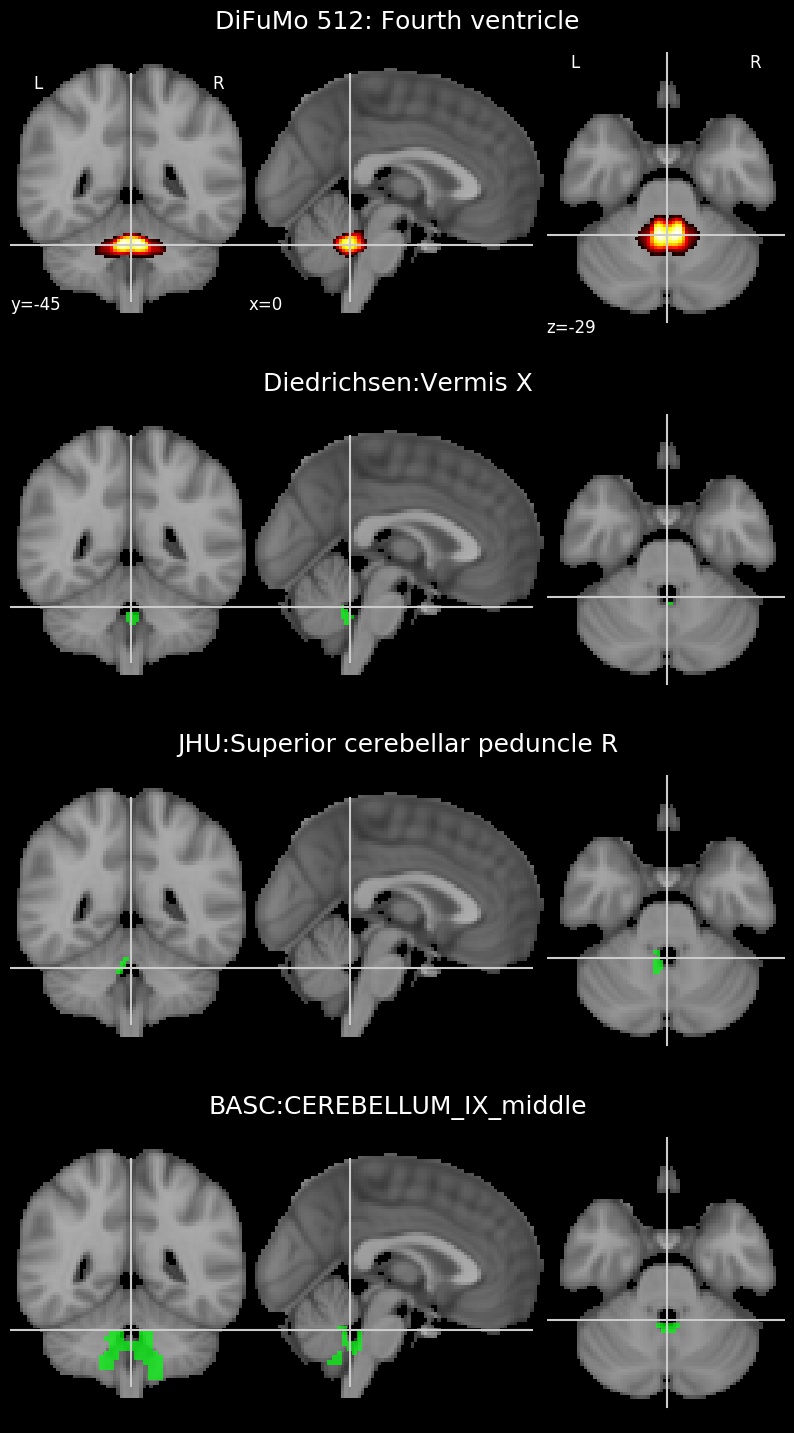 DiFuMo 512: Fourth ventricle
L R L R
y=-45 x=0 z=-29
Diedrichsen:Vermis X
JHU:Superior cerebellar peduncle R
BASC:CEREBELLUM_IX_middle